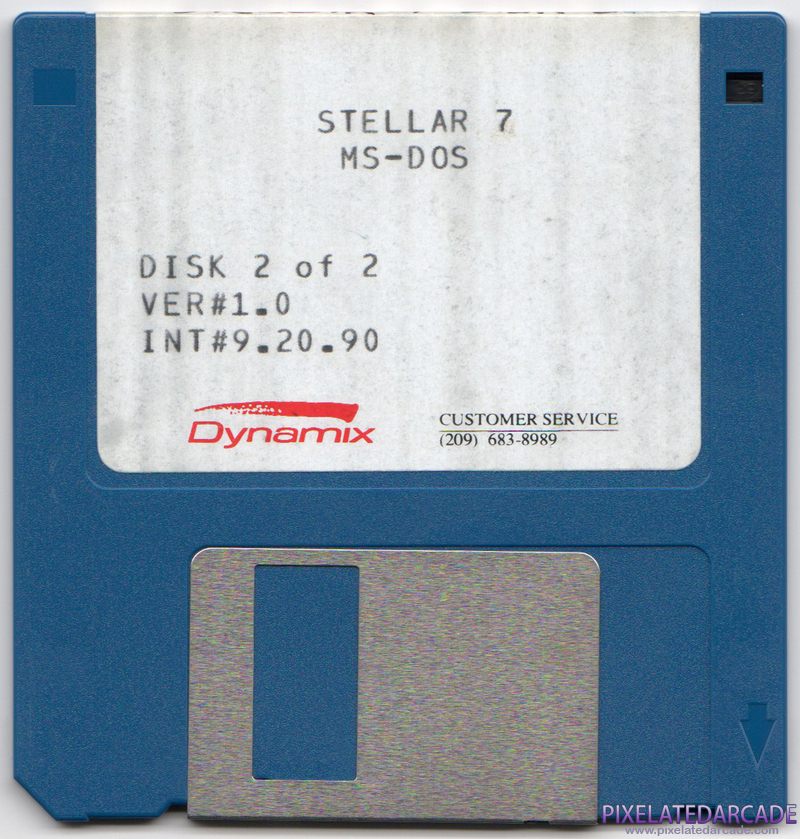 STELLAR 7
MS-DOS
DISK 2 of 2
VER#1.0
INT#9.20.90
Dynamix
CUSTOMER SERVICE
(209) 683-8989
PIXELATEDARCADE
www.pixelatedarcade.com